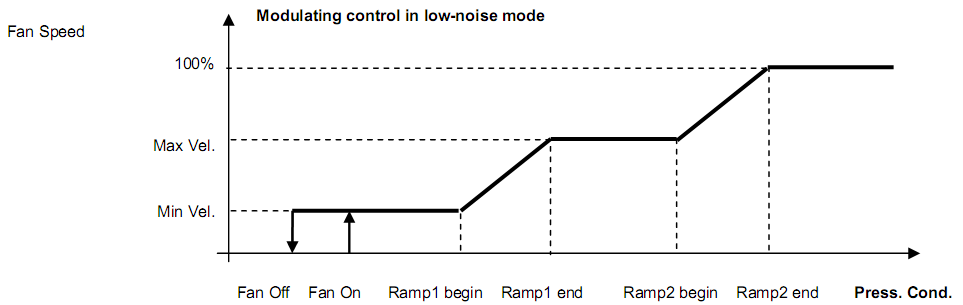 Modulating control in low-noise mode
Fan Speed
100%
Max Vel.
Min Vel.
Fan Off Fan On Ramp1 begin Ramp1 end Ramp2 begin Ramp2 end Press. Cond.